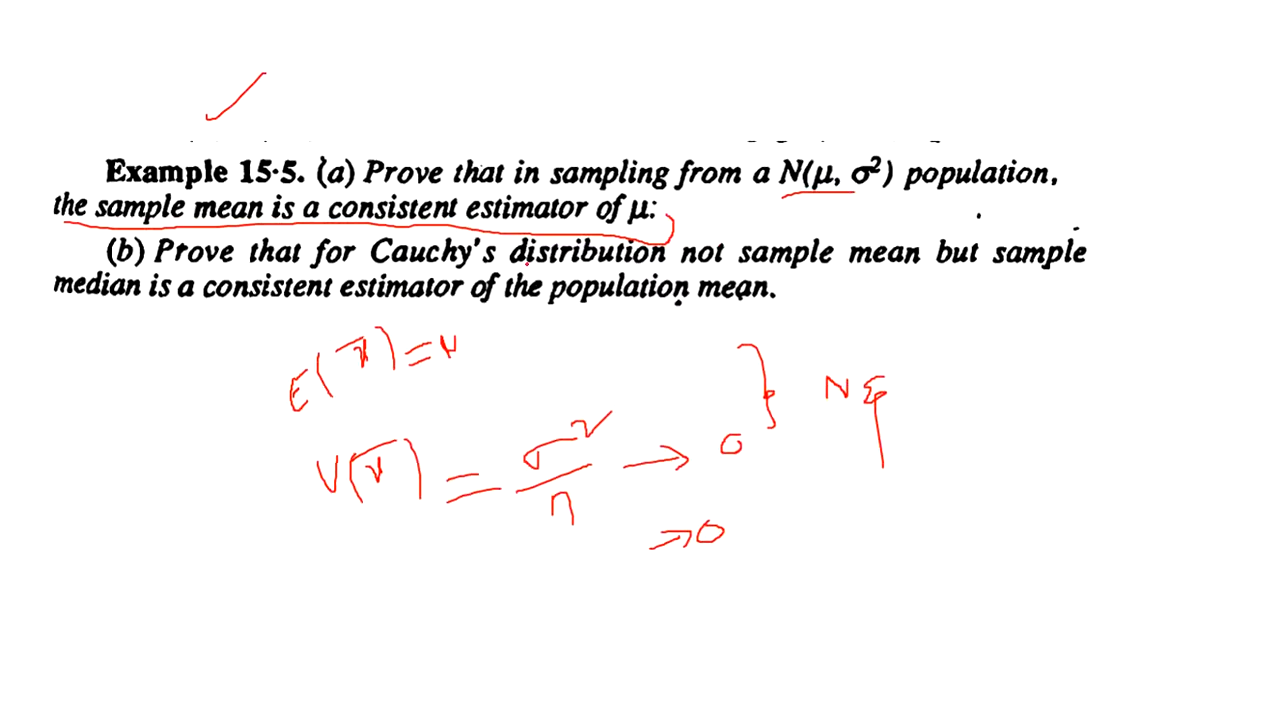 Example 15·5. (a) Prove that in sampling from a N(μ, σ²) population,
the sample mean is a consistent estimator of μ:
(b) Prove that for Cauchy's distribution not sample mean but sample
median is a consistent estimator of the population mean.
E(x̄) = μ
V(x̄) = σ²/n → 0
→ 0